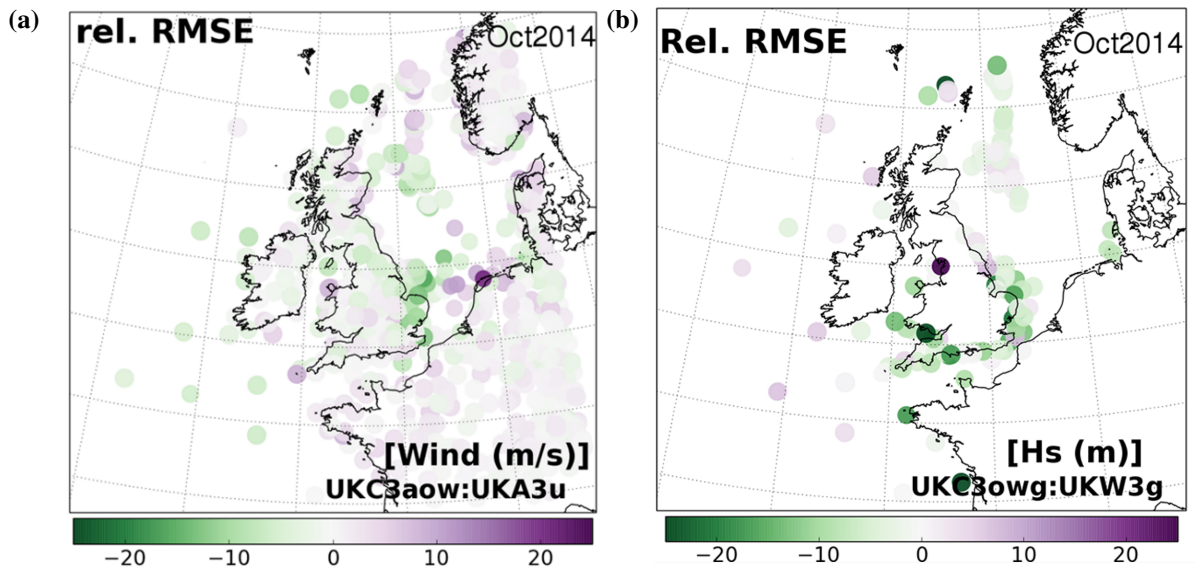 (a)
rel. RMSE
Oct2014
[Wind (m/s)]
UKC3aow:UKA3u
−20 −10 0 10 20
(b)
Rel. RMSE
Oct2014
[Hs (m)]
UKC3owg:UKW3g
−20 −10 0 10 20